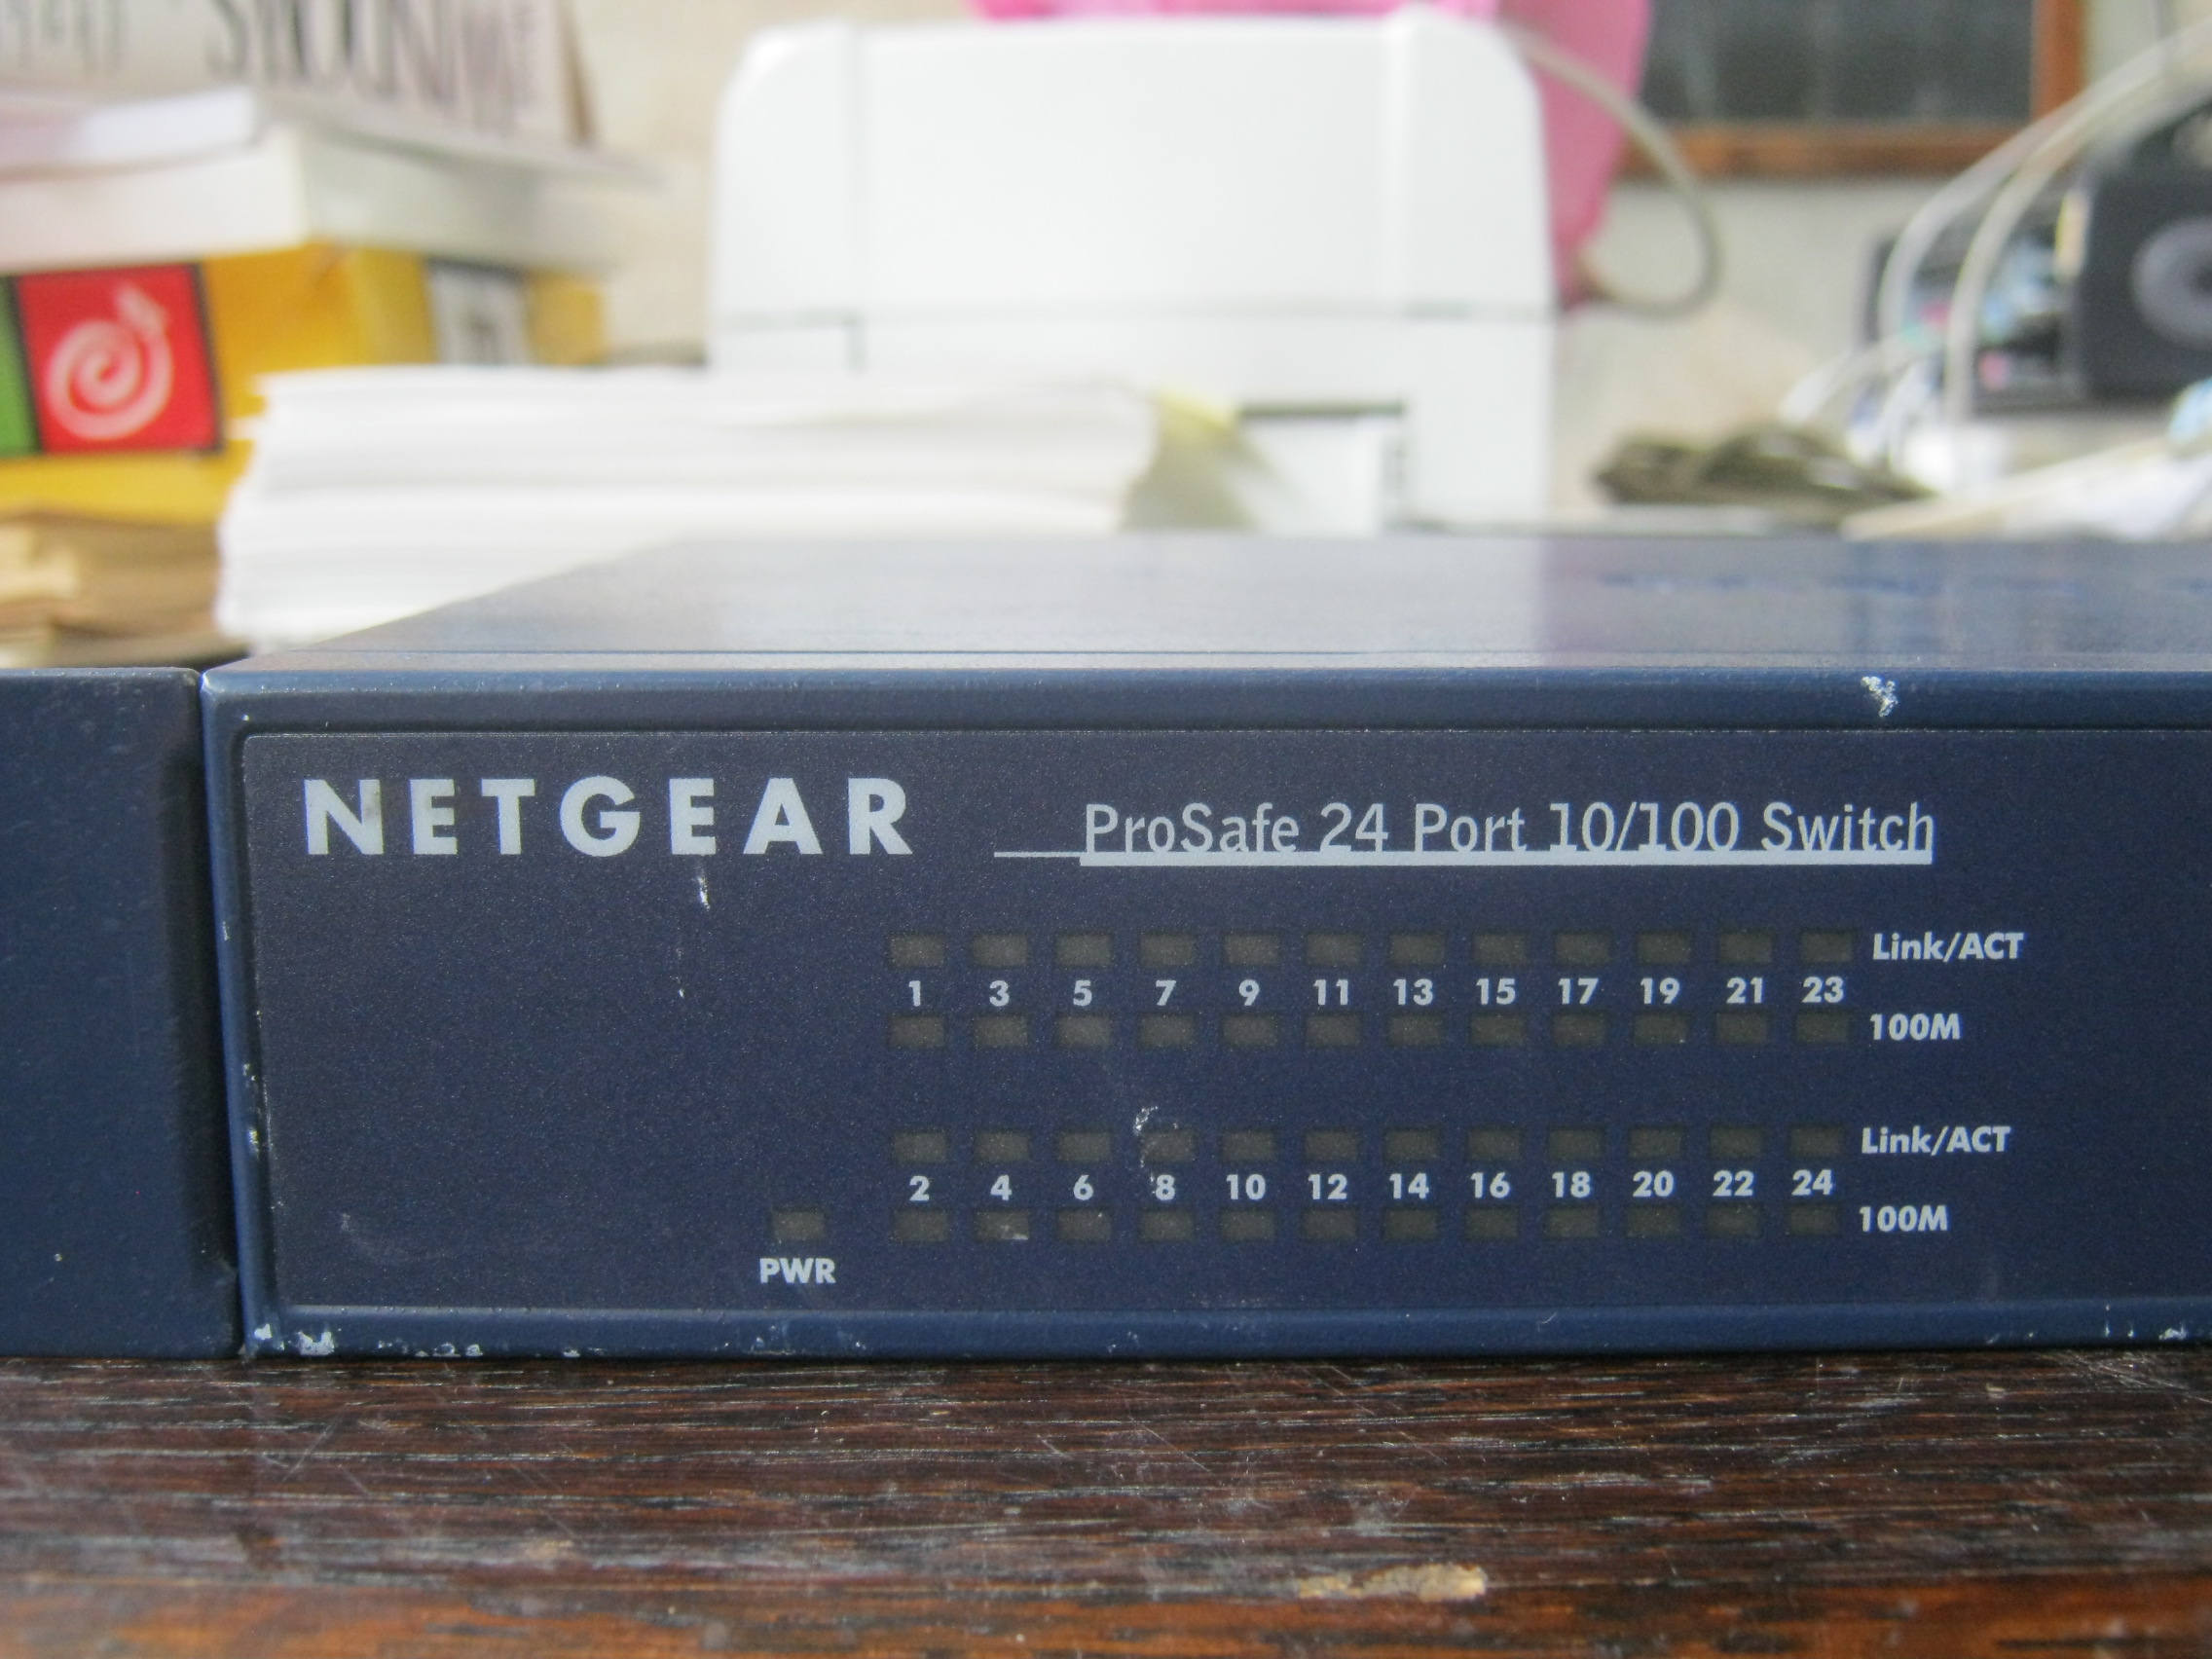 NETGEAR ProSafe 24 Port 10/100 Switch
1 3 5 7 9 11 13 15 17 19 21 23 Link/ACT
100M
Link/ACT
2 4 6 8 10 12 14 16 18 20 22 24
100M
PWR